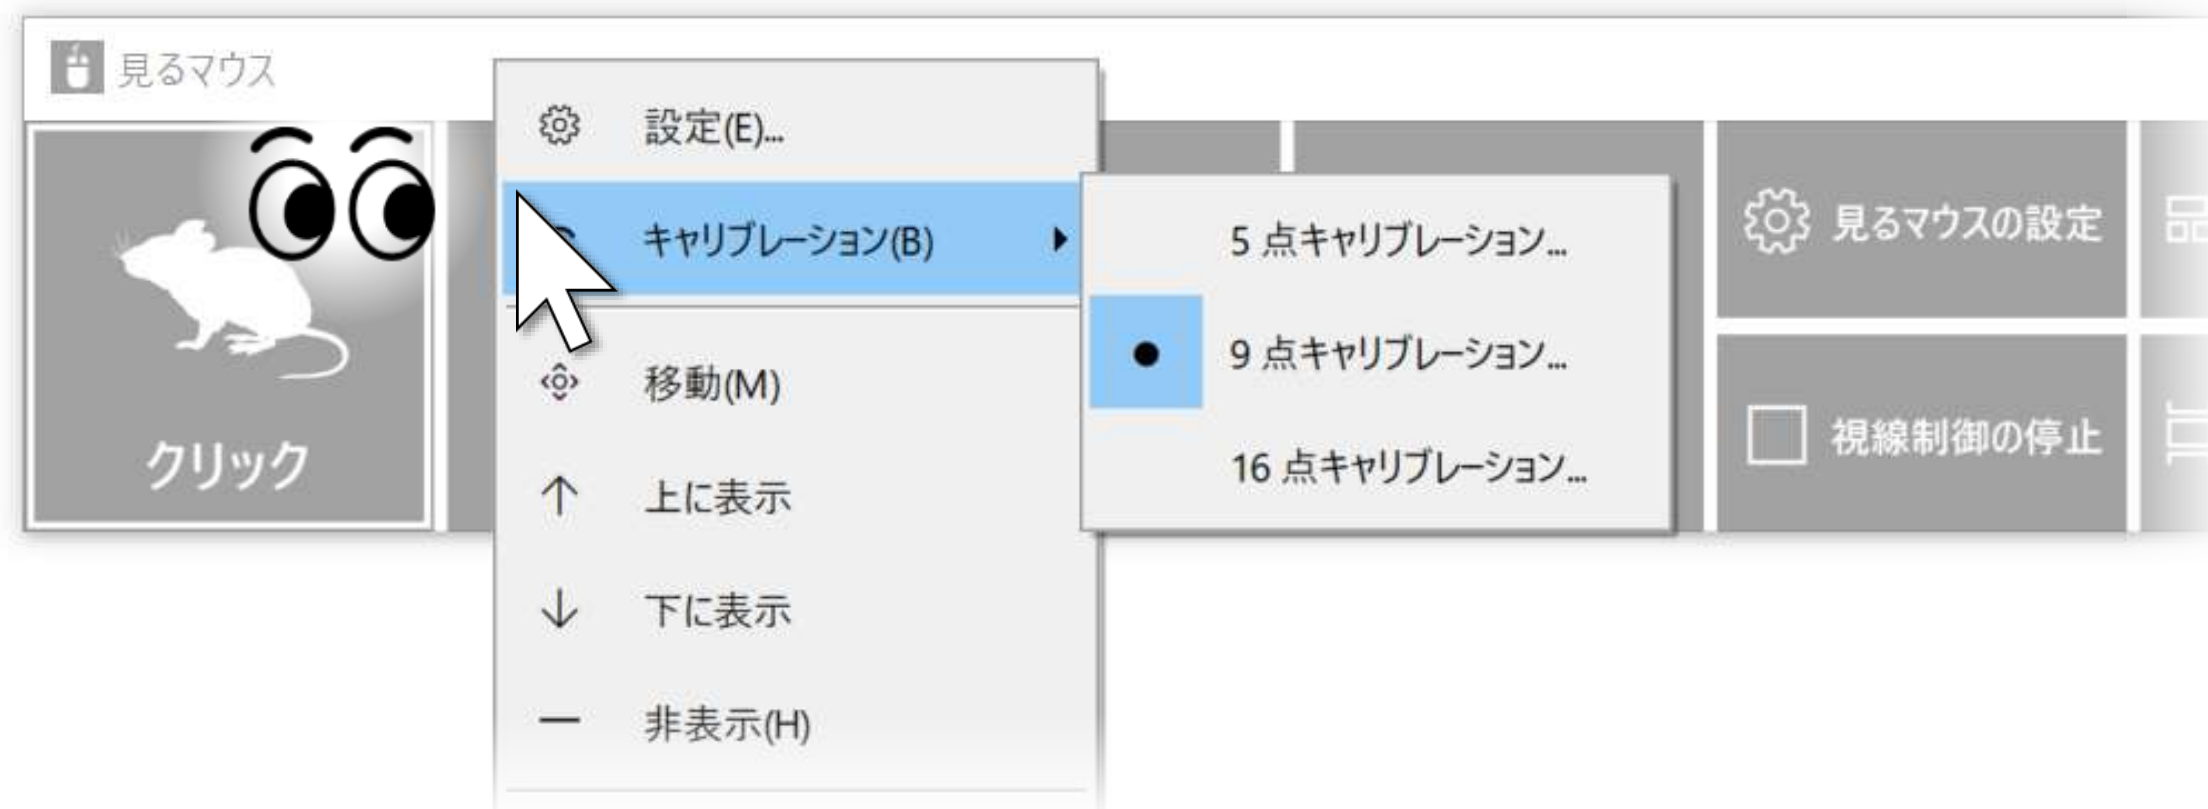 見るマウス
クリック
設定(E)...
キャリブレーション(B)
移動(M)
上に表示
下に表示
非表示(H)
5 点キャリブレーション...
9 点キャリブレーション...
16 点キャリブレーション...
見るマウスの設定
視線制御の停止